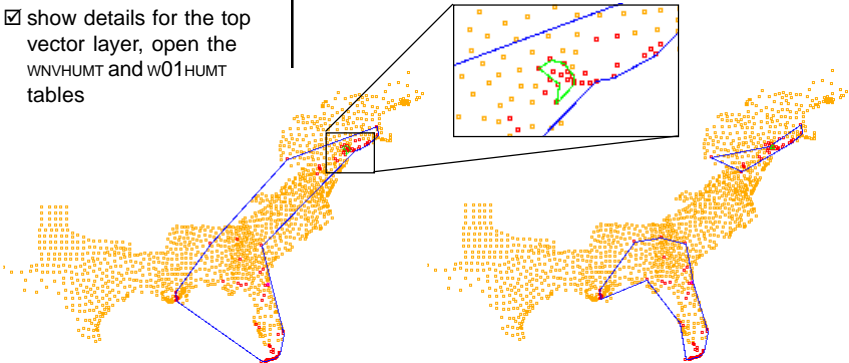 ☑ show details for the top
vector layer, open the
WNVHUMT and W01HUMT
tables